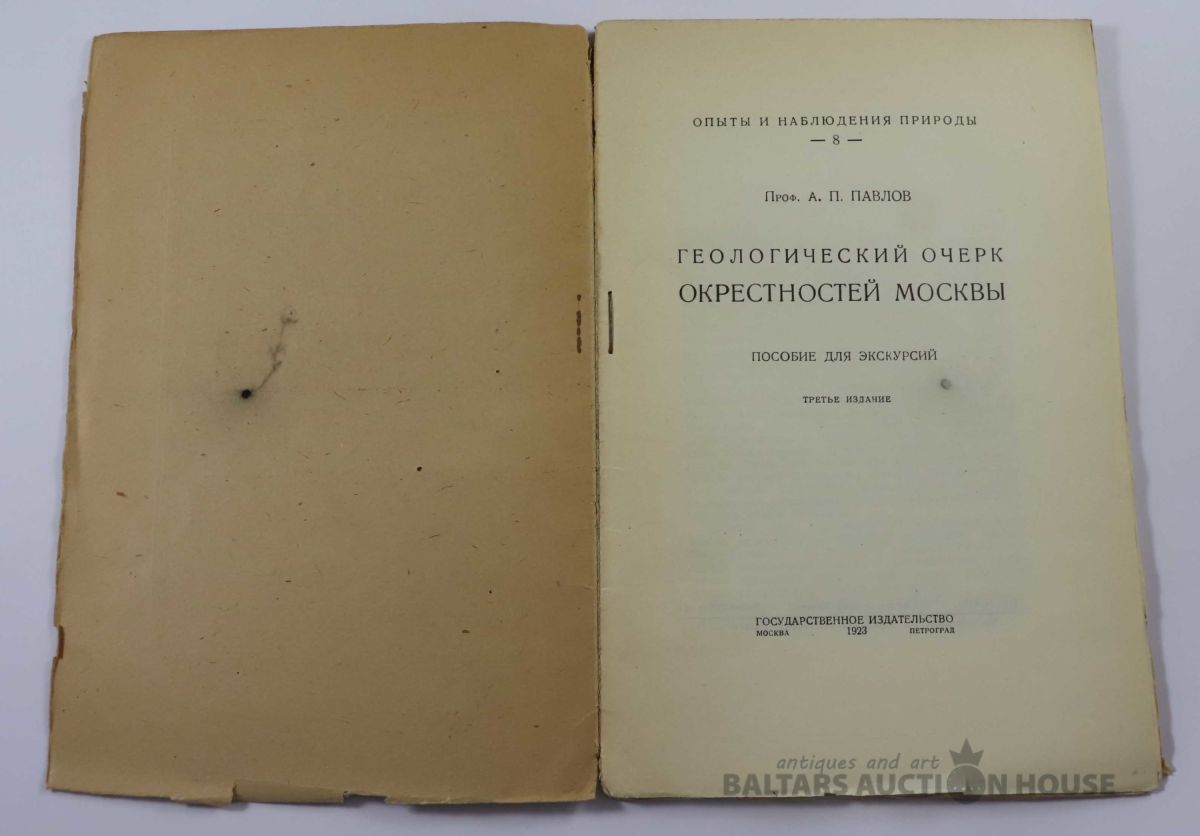 ОПЫТЫ И НАБЛЮДЕНИЯ ПРИРОДЫ
— 8 —
Проф. А. П. ПАВЛОВ
ГЕОЛОГИЧЕСКИЙ ОЧЕРК
ОКРЕСТНОСТЕЙ МОСКВЫ
ПОСОБИЕ ДЛЯ ЭКСКУРСИЙ
ТРЕТЬЕ ИЗДАНИЕ
ГОСУДАРСТВЕННОЕ ИЗДАТЕЛЬСТВО
МОСКВА 1923 ПЕТРОГРАД
antiques and art
BALTARS AUCTION HOUSE